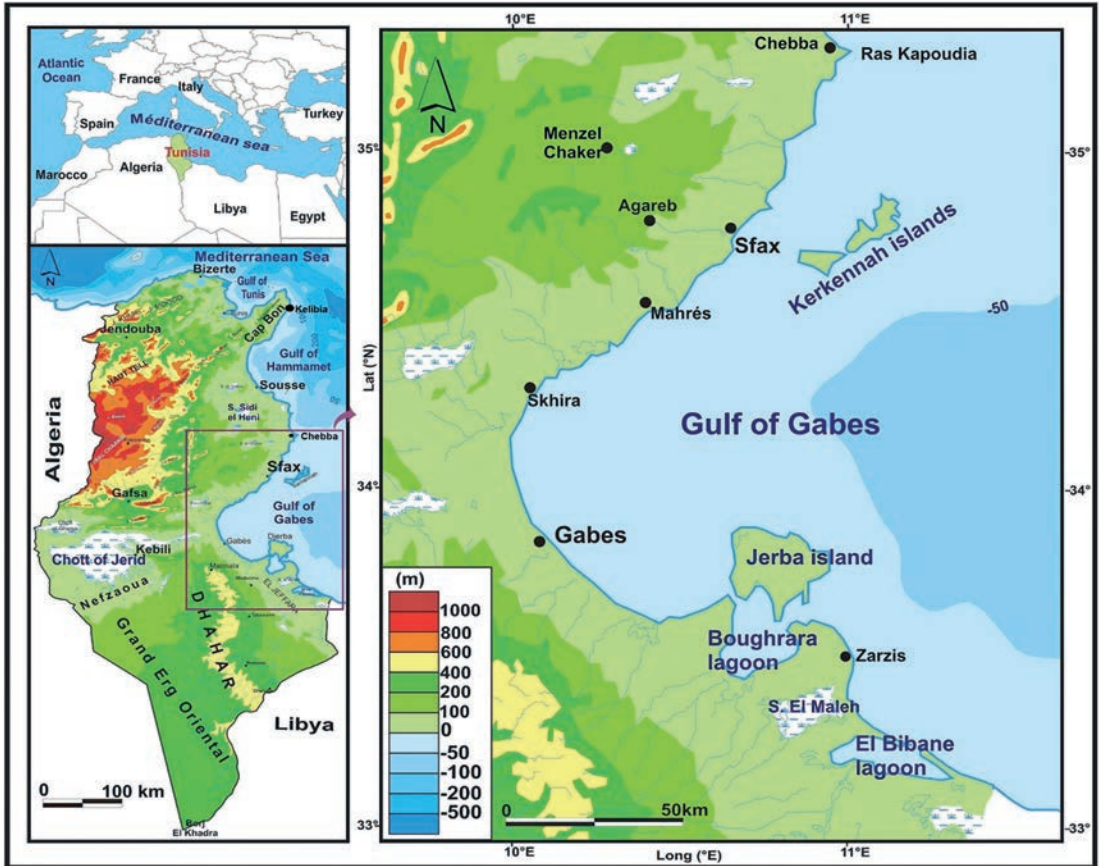 Atlantic
Ocean
France
Italy
Spain
Méditerranean sea
Turkey
Tunisia
Algeria
Marocco
Libya
Egypt
N
Mediterranean Sea
Bizerte
Gulf of
Tunis
Kelibia
Cap Bon
Jendouba
Gulf of
Hammamet
Sousse
S. Sidi
el Heni
Algeria
Chebba
Sfax
Gafsa
Gulf of
Gabes
Gabès
Djerba
Chott of Jerid
Kebili
Nefzaoua
EL JEFFARA
DHAHAR
Grand Erg Oriental
Libya
0 100 km
Borj
El Khadra
10°E
11°E
Chebba
Ras Kapoudia
N
Menzel
Chaker
35°
-35°
Agareb
Sfax
Kerkennah islands
Mahrés
-50
Lat (°N)
Skhira
Gulf of Gabes
34°
-34°
Gabes
Jerba island
(m)
1000
800
600
400
200
100
0
-50
-100
-200
-500
Boughrara
lagoon
Zarzis
S. El Maleh
El Bibane
lagoon
0 50km
33°
-33°
10°E
Long (°E)
11°E